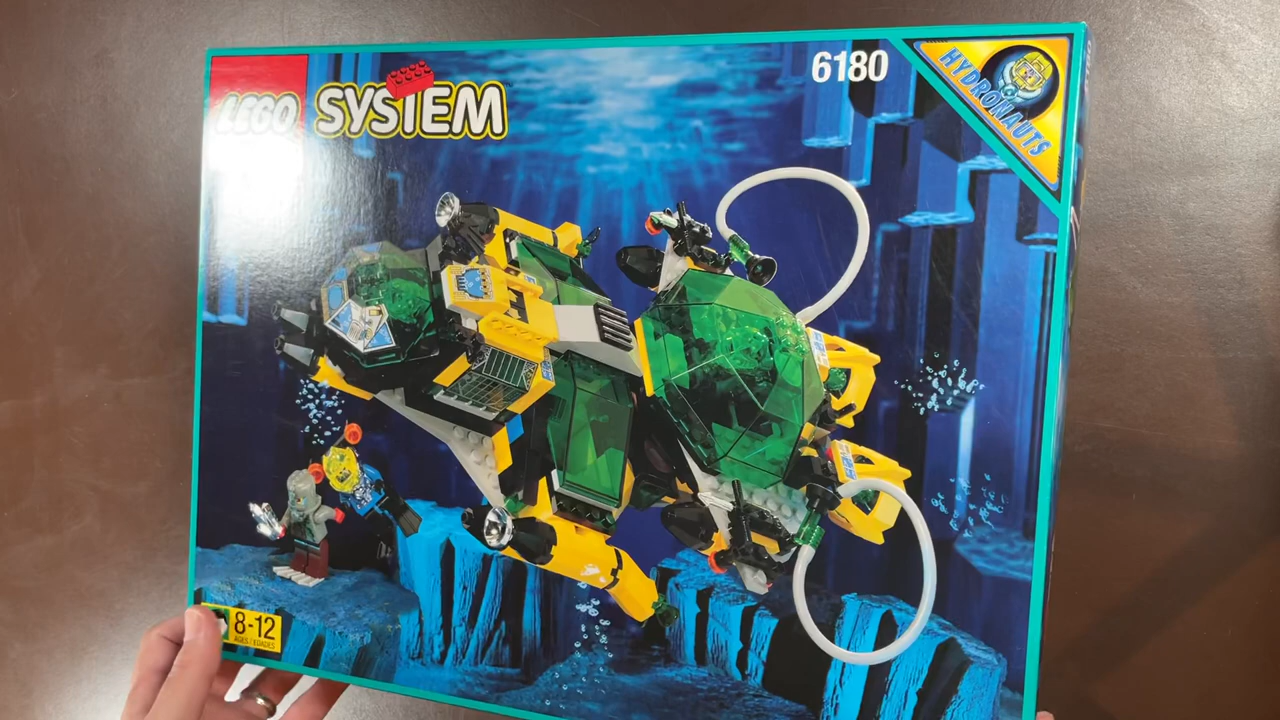 LEGO SYSTEM
6180
HYDRONAUTS
8-12
AGES / EDADES